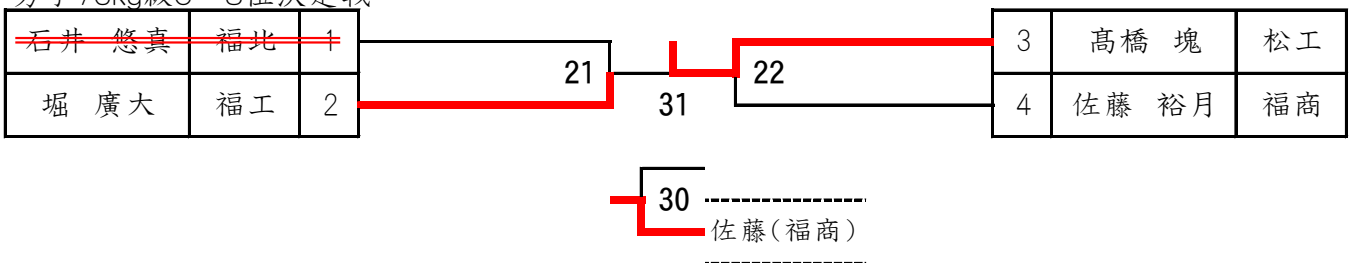 石井 悠真 福北 1
堀 廣大 福工 2
21
31
22
3 髙橋 塊 松工
4 佐藤 裕月 福商
30
佐藤(福商)